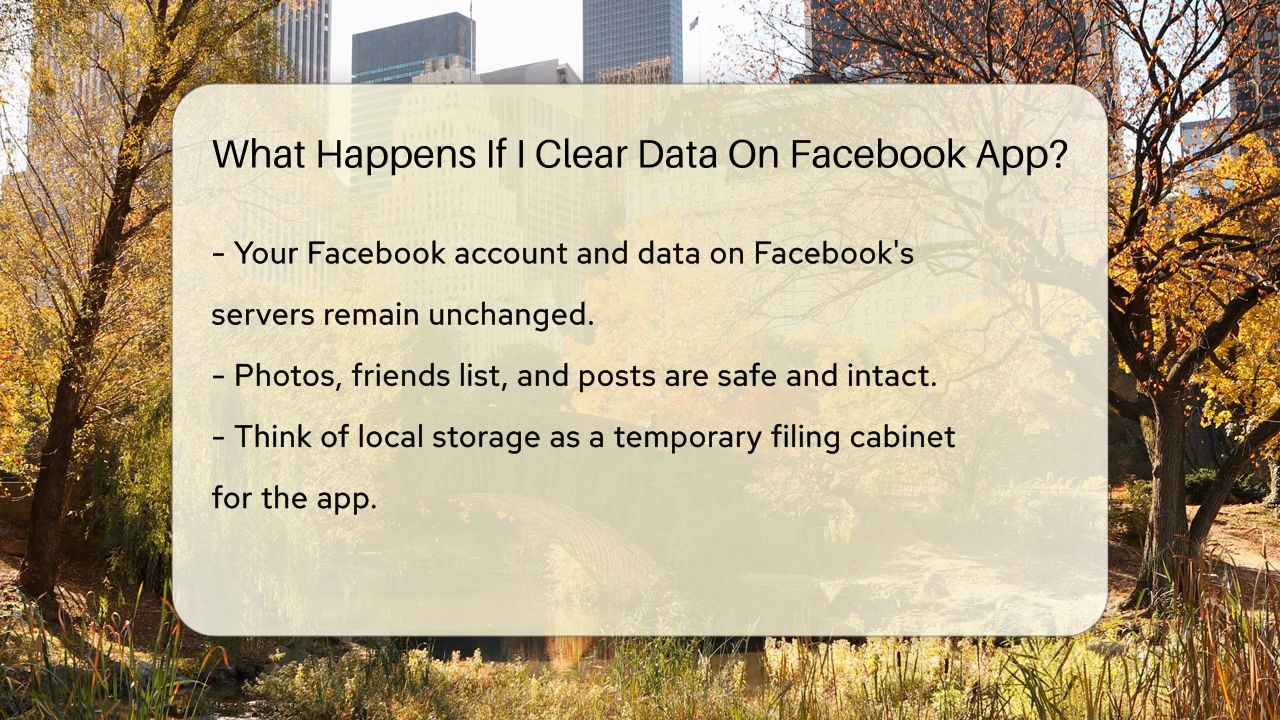 What Happens If I Clear Data On Facebook App?
- Your Facebook account and data on Facebook's
servers remain unchanged.
- Photos, friends list, and posts are safe and intact.
- Think of local storage as a temporary filing cabinet
for the app.